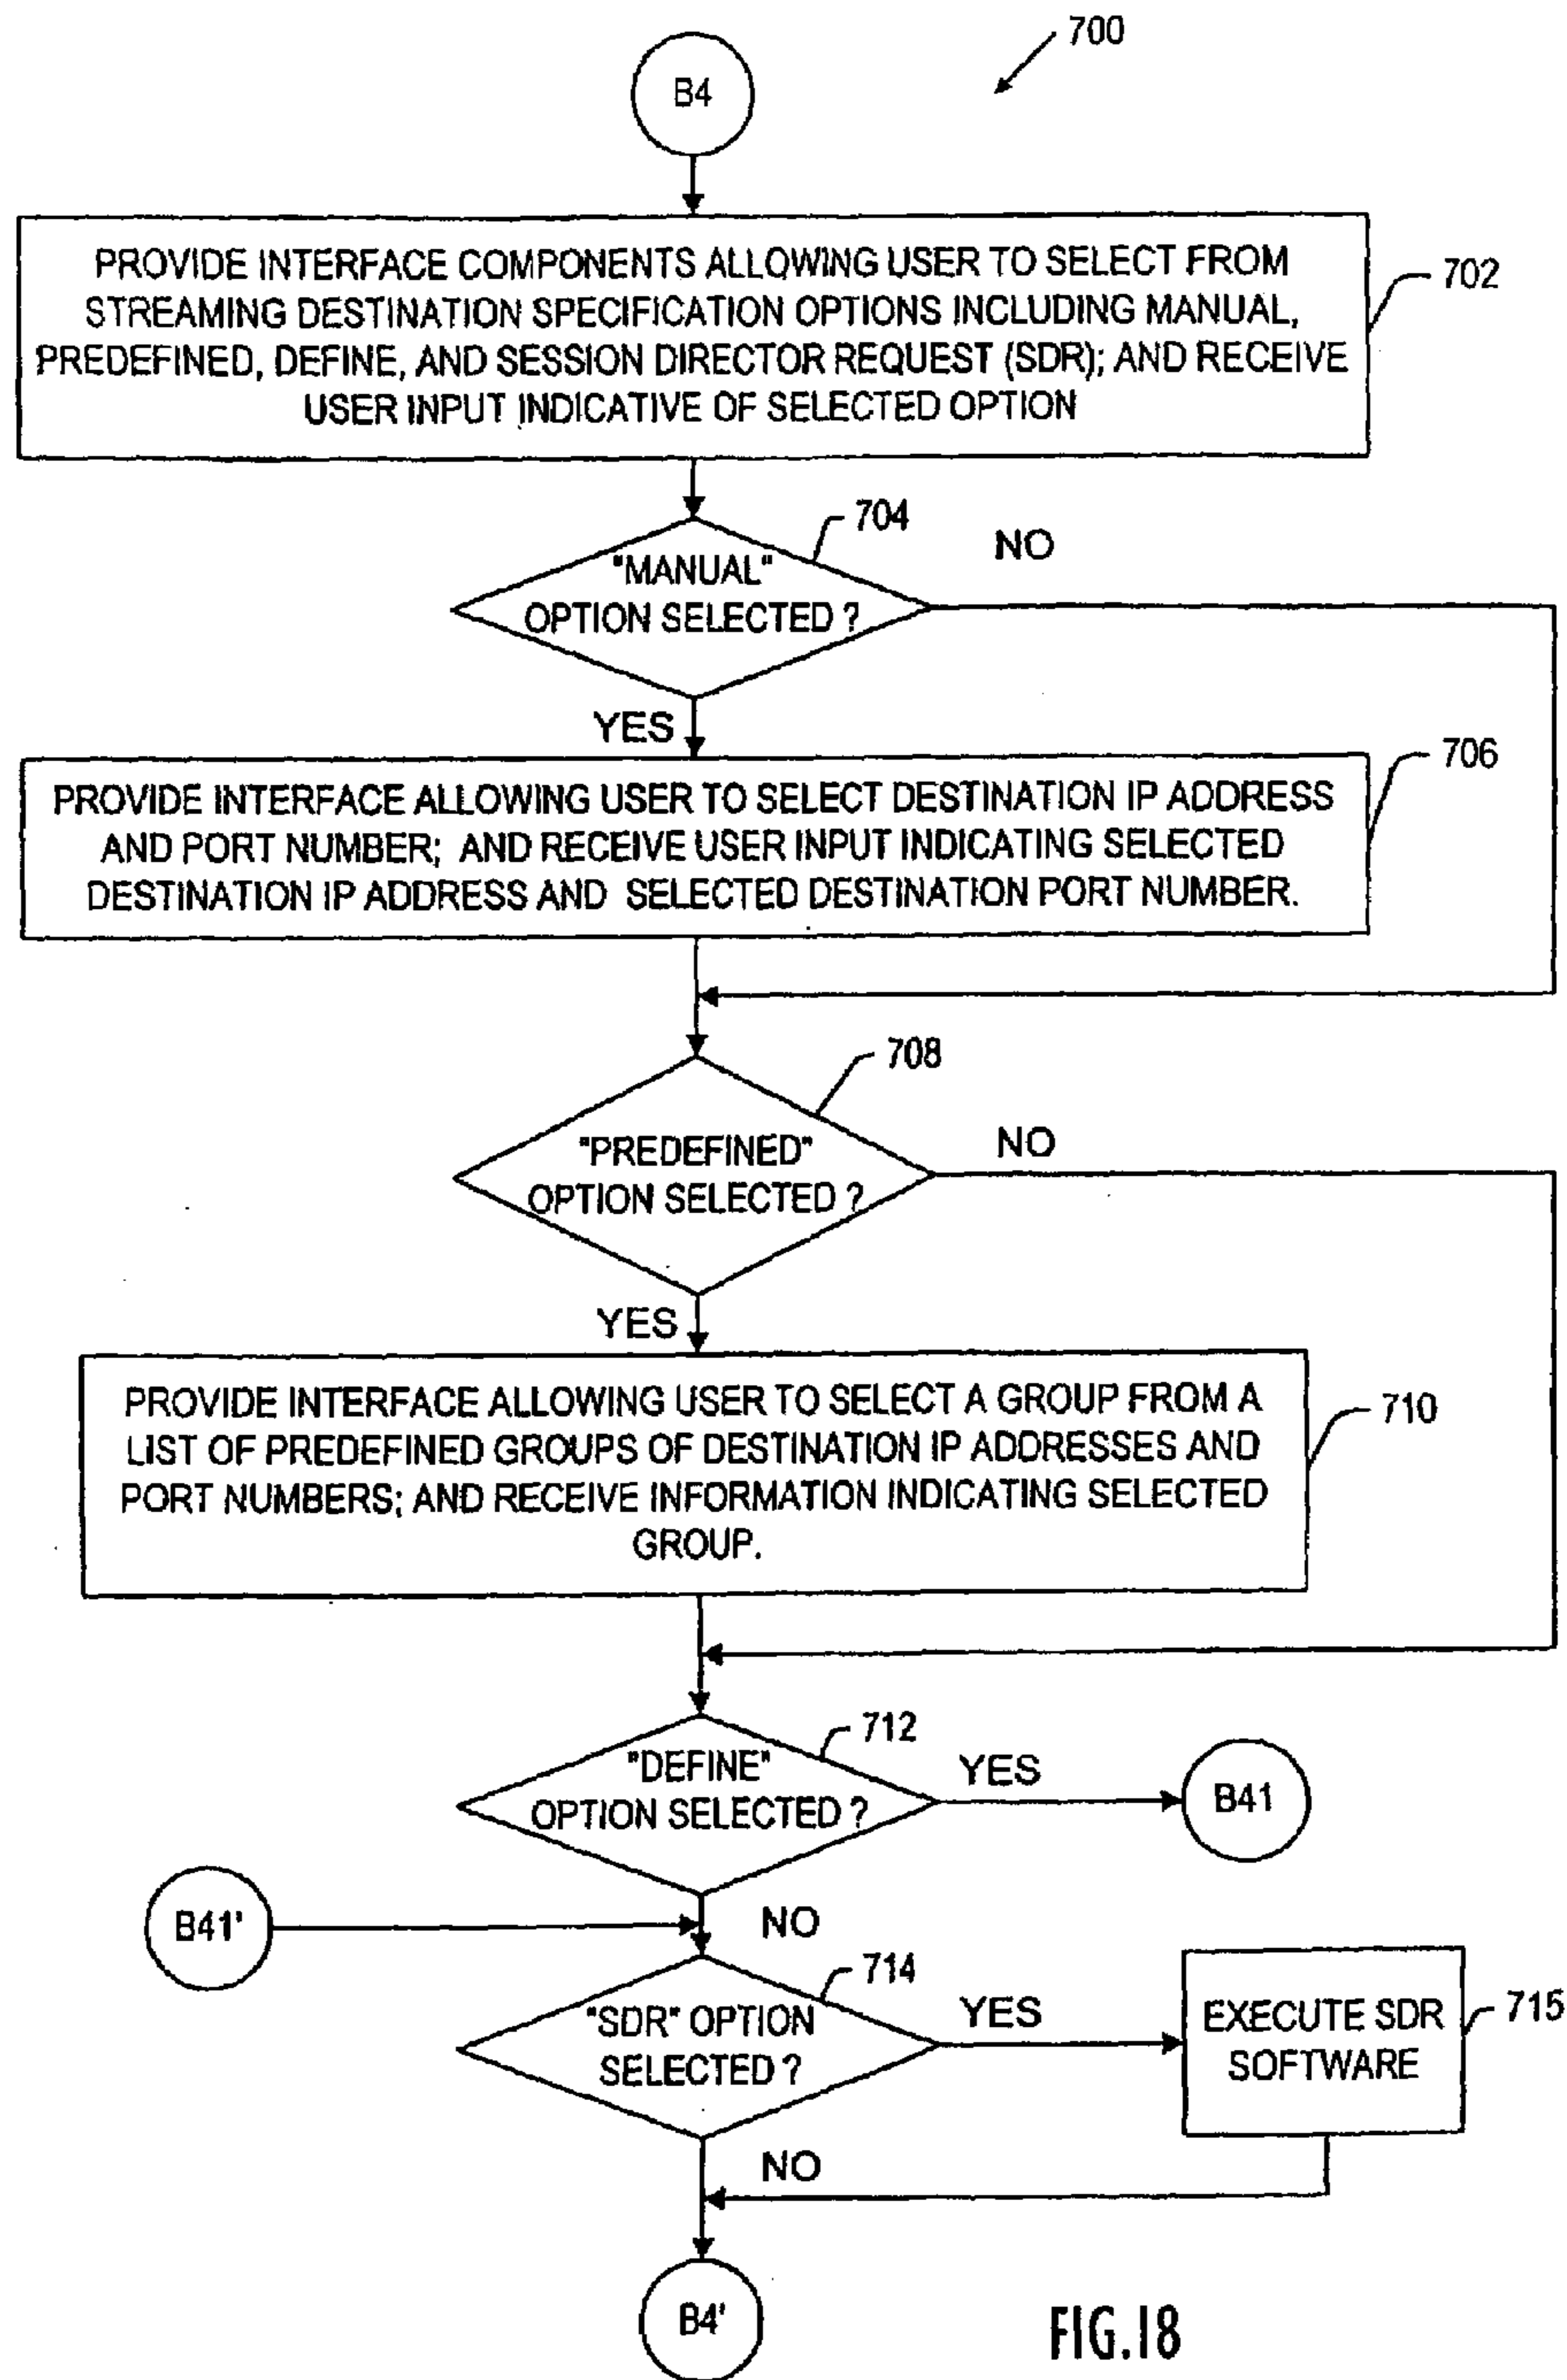 700
B4
PROVIDE INTERFACE COMPONENTS ALLOWING USER TO SELECT FROM
STREAMING DESTINATION SPECIFICATION OPTIONS INCLUDING MANUAL,
PREDEFINED, DEFINE, AND SESSION DIRECTOR REQUEST (SDR); AND RECEIVE
USER INPUT INDICATIVE OF SELECTED OPTION
702
704
NO
"MANUAL"
OPTION SELECTED ?
YES
706
PROVIDE INTERFACE ALLOWING USER TO SELECT DESTINATION IP ADDRESS
AND PORT NUMBER; AND RECEIVE USER INPUT INDICATING SELECTED
DESTINATION IP ADDRESS AND SELECTED DESTINATION PORT NUMBER.
708
NO
"PREDEFINED"
OPTION SELECTED ?
YES
PROVIDE INTERFACE ALLOWING USER TO SELECT A GROUP FROM A
LIST OF PREDEFINED GROUPS OF DESTINATION IP ADDRESSES AND
PORT NUMBERS; AND RECEIVE INFORMATION INDICATING SELECTED
GROUP.
710
712
"DEFINE"
OPTION SELECTED ?
YES
B41
B41'
NO
714
"SDR" OPTION
SELECTED ?
YES
EXECUTE SDR
SOFTWARE
715
NO
B4'
FIG.18